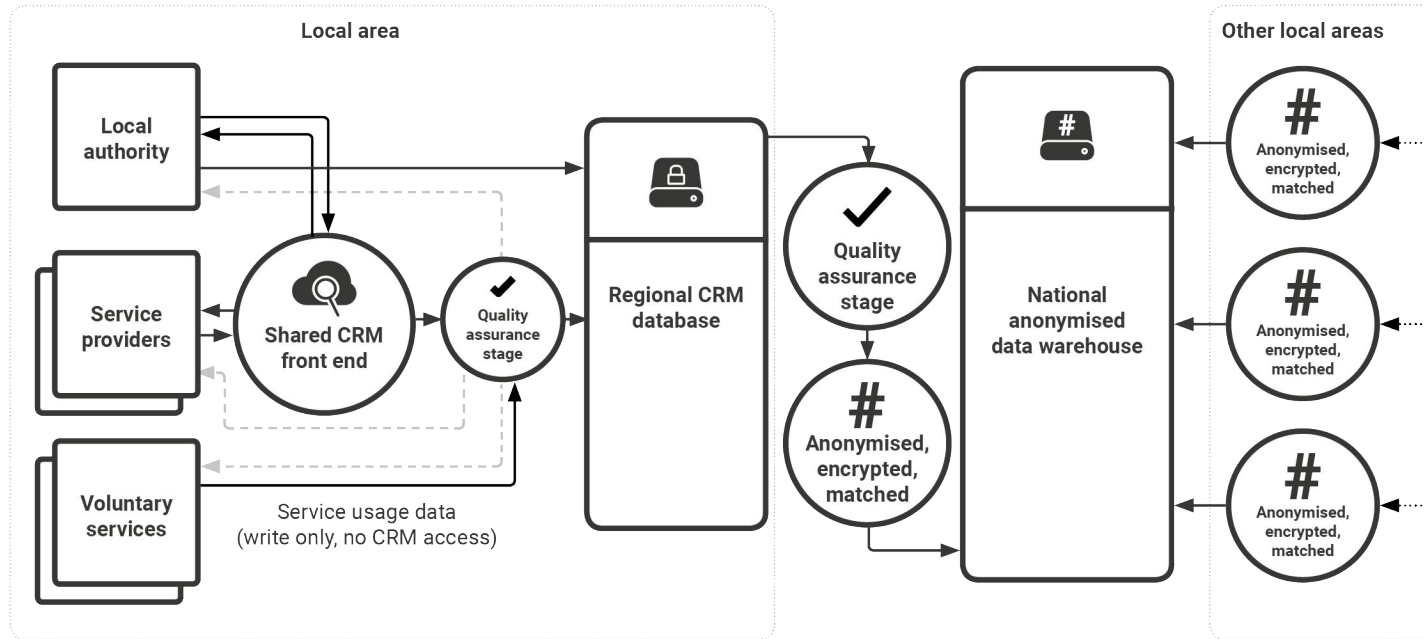 Local area
Other local areas
Local
authority
Service
providers
Voluntary
services
Shared CRM
front end
Quality
assurance
stage
Service usage data
(write only, no CRM access)
Regional CRM
database
Quality
assurance
stage
#
Anonymised,
encrypted,
matched
#
National
anonymised
data warehouse
#
Anonymised,
encrypted,
matched
#
Anonymised,
encrypted,
matched
#
Anonymised,
encrypted,
matched